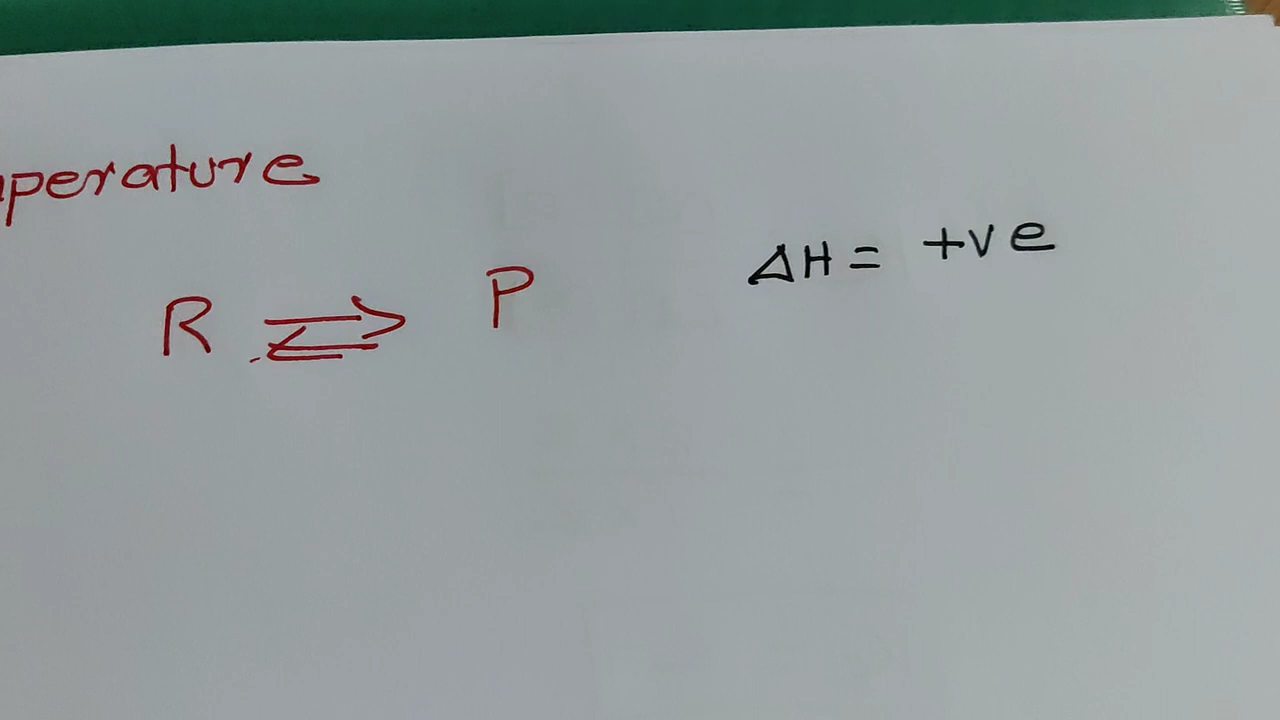 perature
R ⇌ P ΔH = +ve